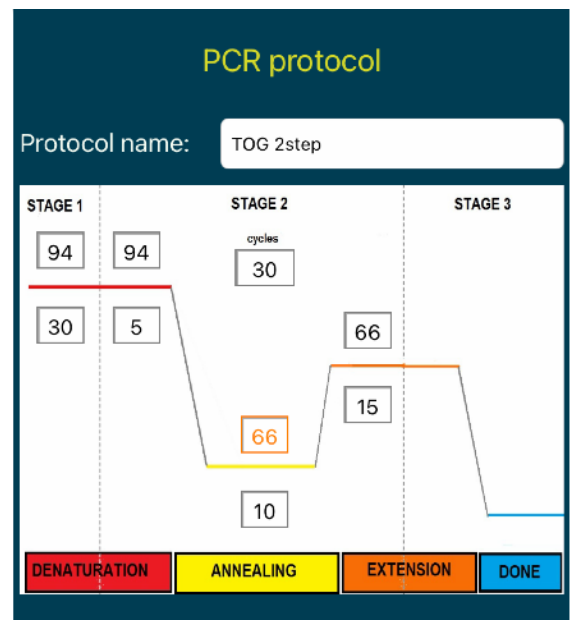 PCR protocol
Protocol name: TOG 2step
STAGE 1 STAGE 2 STAGE 3
cycles
94 94 30
30 5 66
15
66
10
DENATURATION ANNEALING EXTENSION DONE